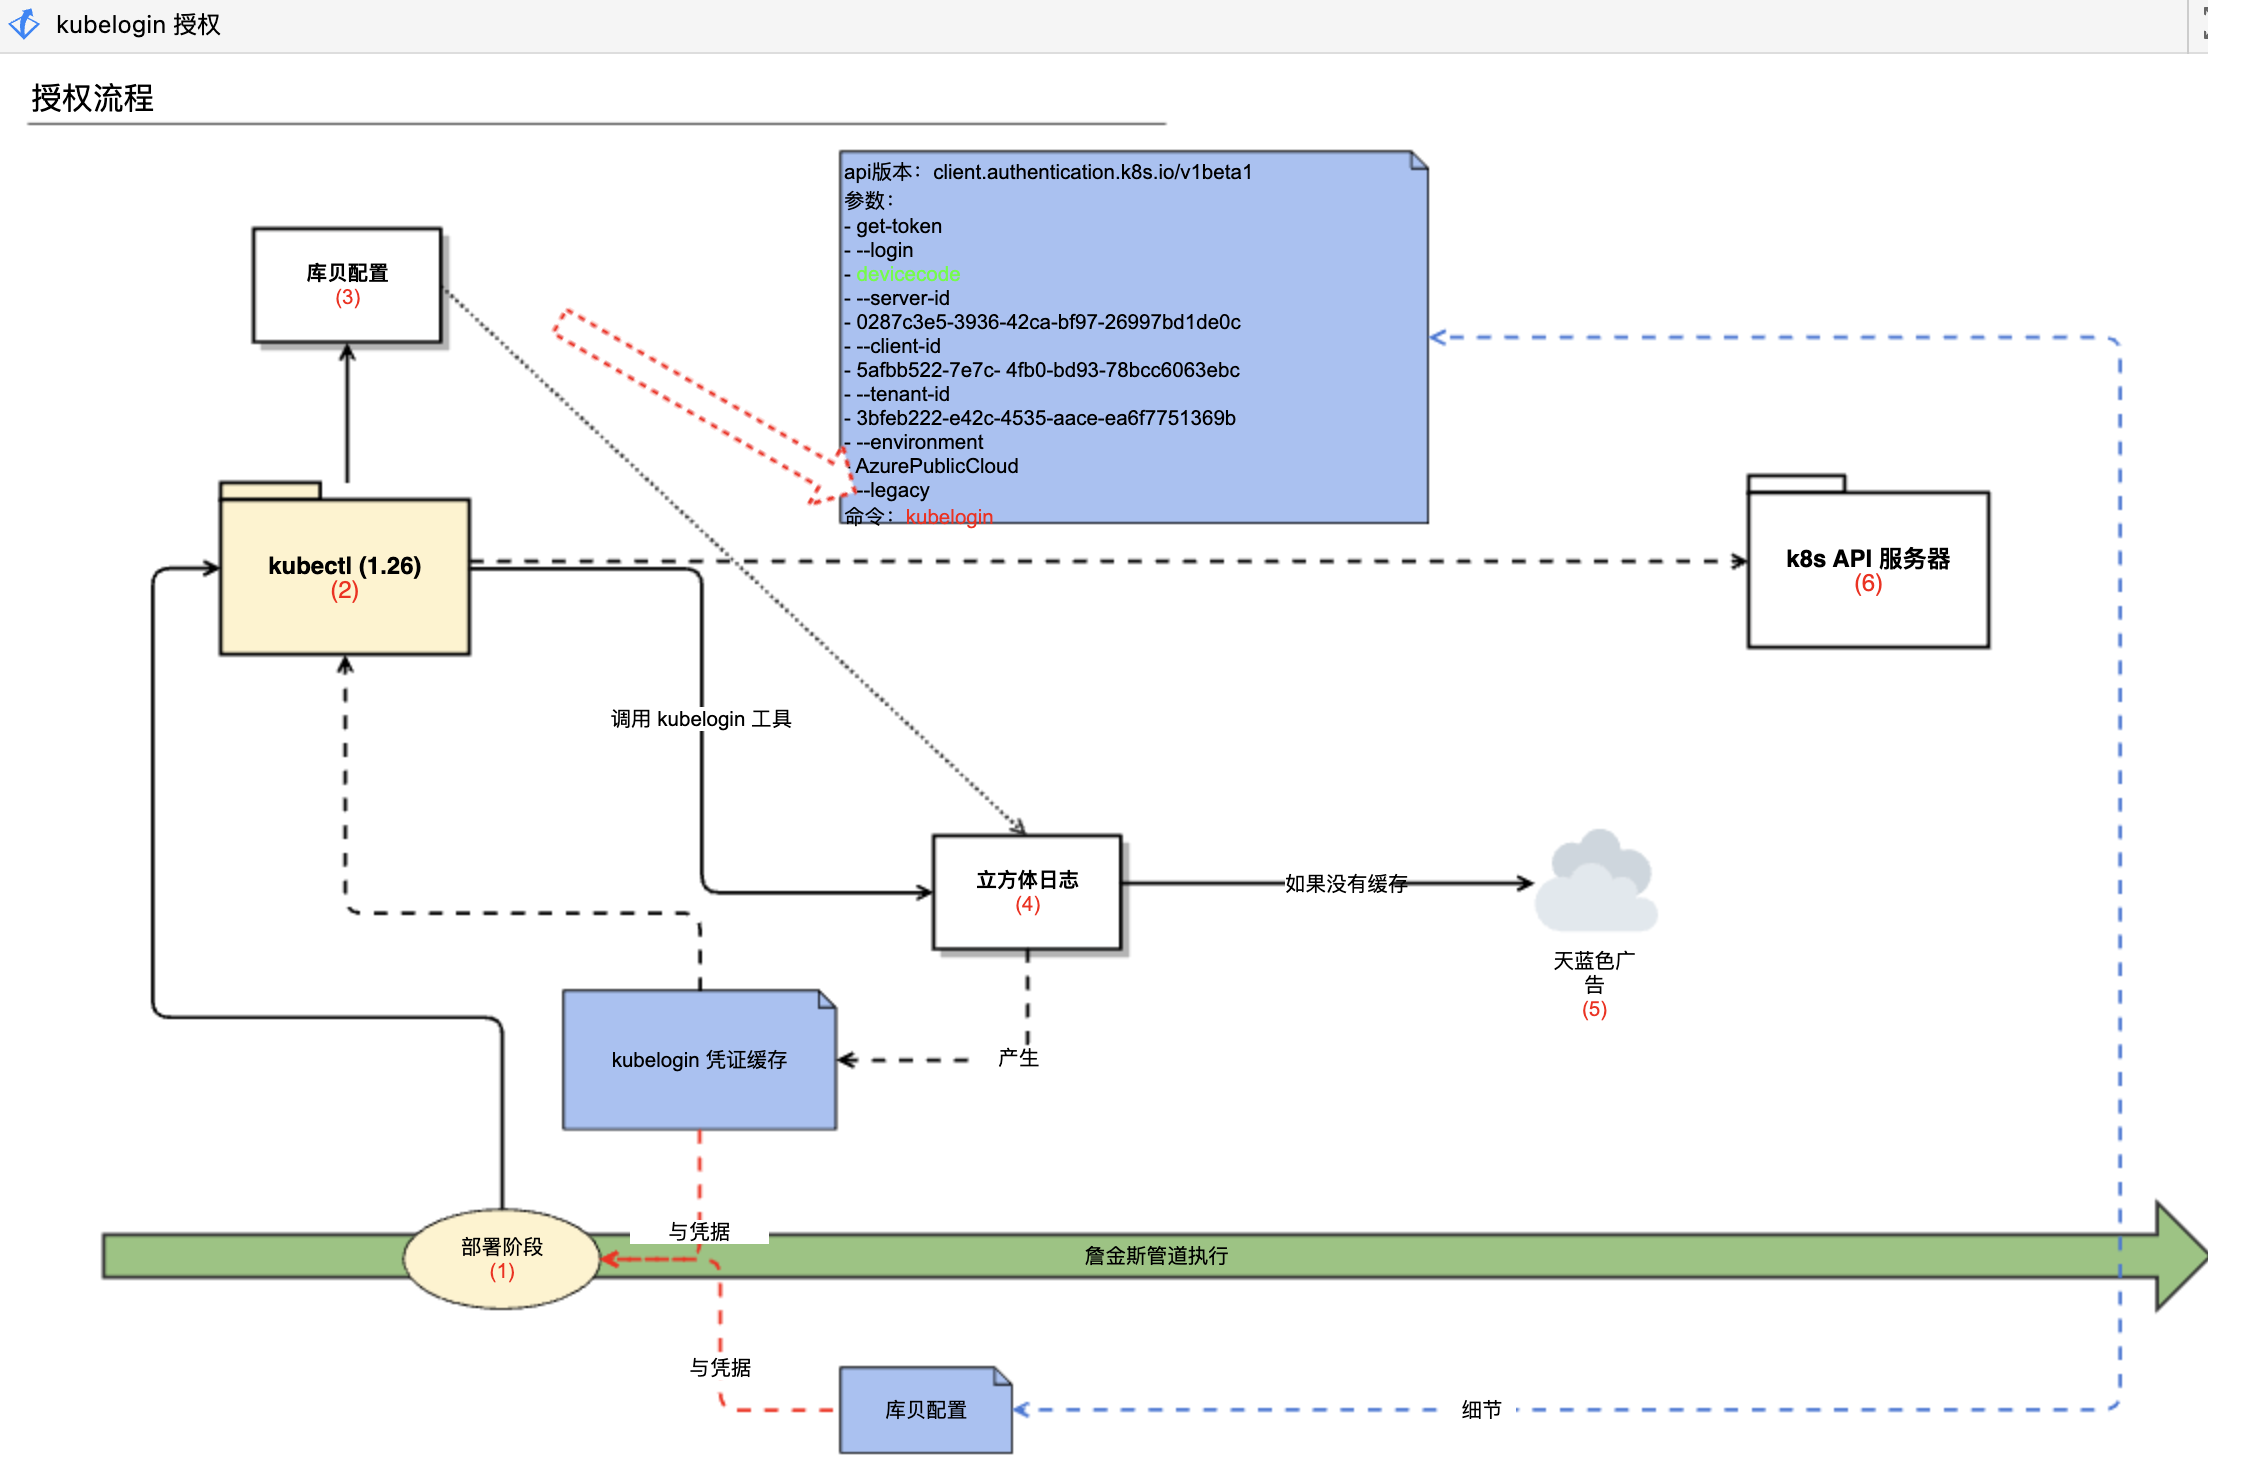 kubelogin 授权
授权流程
api版本：client.authentication.k8s.io/v1beta1
参数：
- get-token
- --login
- devicecode
- --server-id
- 0287c3e5-3936-42ca-bf97-26997bd1de0c
- --client-id
- 5afbb522-7e7c- 4fb0-bd93-78bcc6063ebc
- --tenant-id
- 3bfeb222-e42c-4535-aace-ea6f7751369b
- --environment
AzurePublicCloud
--legacy
命令：kubelogin
库贝配置
(3)
kubectl (1.26)
(2)
k8s API 服务器
(6)
调用 kubelogin 工具
立方体日志
(4)
如果没有缓存
天蓝色广
告
(5)
kubelogin 凭证缓存
产生
与凭据
部署阶段
(1)
詹金斯管道执行
与凭据
库贝配置
细节